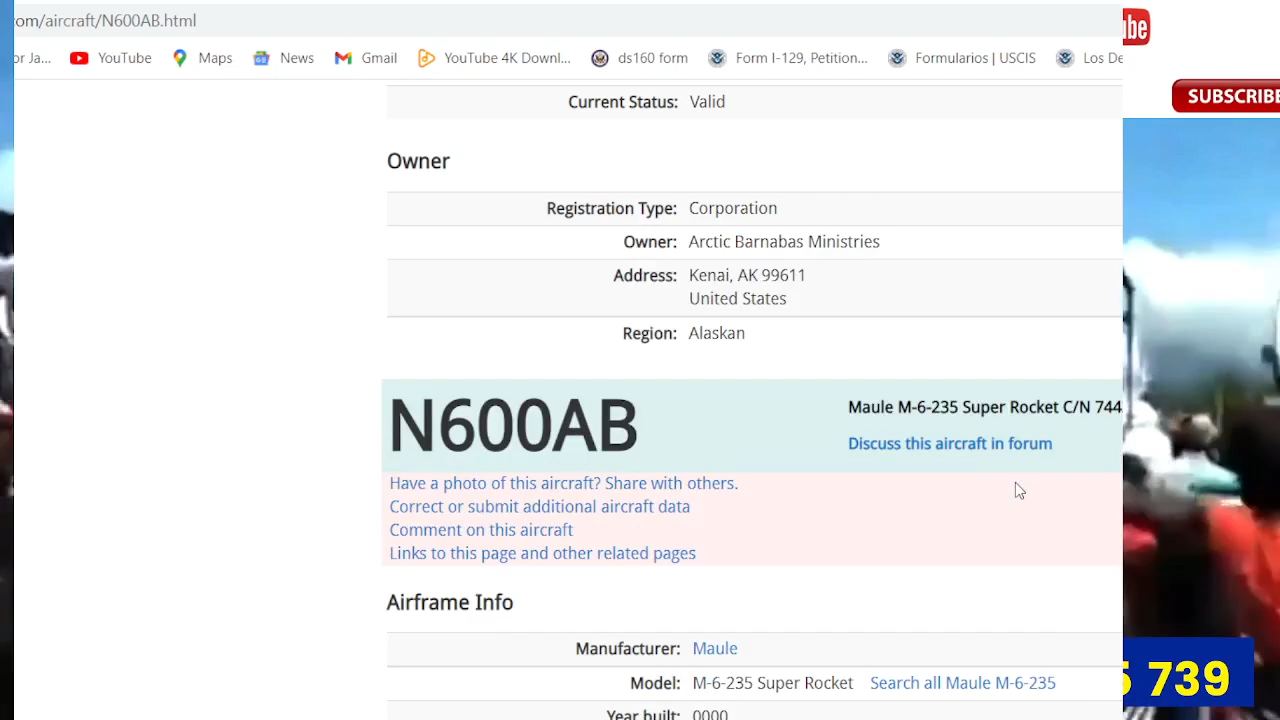 om/aircraft/N600AB.html
or Ja... YouTube Maps News Gmail YouTube 4K Downl... ds160 form Form I-129, Petition... Formularios | USCIS Los De
be
SUBSCRIBE
Current Status: Valid
Owner
Registration Type: Corporation
Owner: Arctic Barnabas Ministries
Address: Kenai, AK 99611
United States
Region: Alaskan
N600AB
Maule M-6-235 Super Rocket C/N 744
Discuss this aircraft in forum
Have a photo of this aircraft? Share with others.
Correct or submit additional aircraft data
Comment on this aircraft
Links to this page and other related pages
Airframe Info
Manufacturer: Maule
Model: M-6-235 Super Rocket Search all Maule M-6-235
Year built: 0000
739